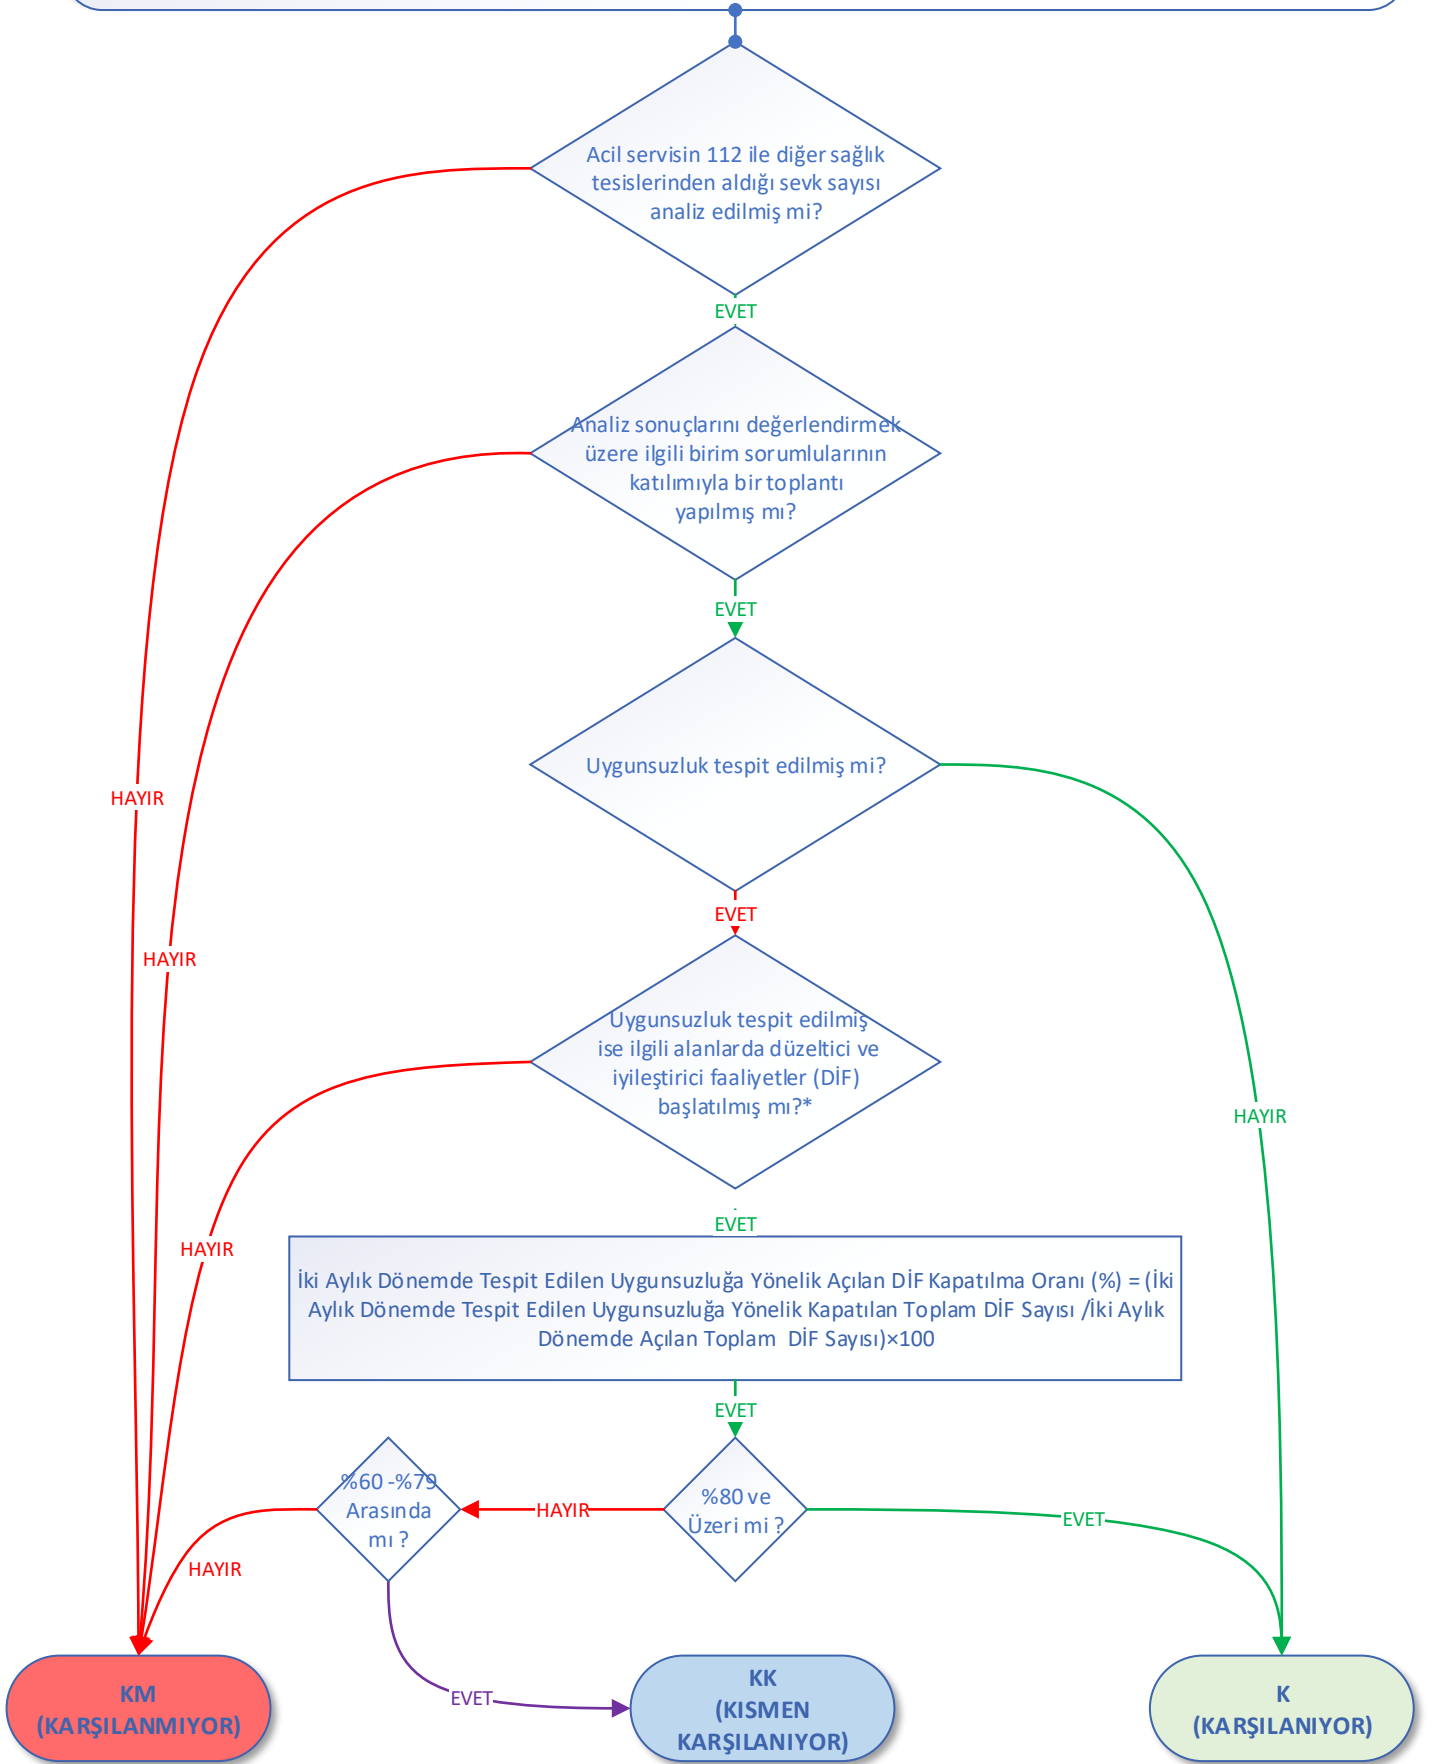 Acil servisin 112 ile diğer sağlık
tesislerinden aldığı sevk sayısı
analiz edilmiş mi?
EVET
Analiz sonuçlarını değerlendirmek
üzere ilgili birim sorumlularının
katılımıyla bir toplantı
yapılmış mı?
EVET
Uygunsuzluk tespit edilmiş mi?
HAYIR
EVET
HAYIR
Uygunsuzluk tespit edilmiş
ise ilgili alanlarda düzeltici ve
iyileştirici faaliyetler (DİF)
başlatılmış mı?*
HAYIR
EVET
HAYIR
İki Aylık Dönemde Tespit Edilen Uygunsuzluğa Yönelik Açılan DİF Kapatılma Oranı (%) = (İki
Aylık Dönemde Tespit Edilen Uygunsuzluğa Yönelik Kapatılan Toplam DİF Sayısı /İki Aylık
Dönemde Açılan Toplam DİF Sayısı)×100
EVET
%60 -%79
Arasında
mı ?
HAYIR
%80 ve
Üzeri mi ?
EVET
HAYIR
EVET
KM
(KARŞILANMIYOR)
KK
(KISMEN
KARŞILANIYOR)
K
(KARŞILANIYOR)